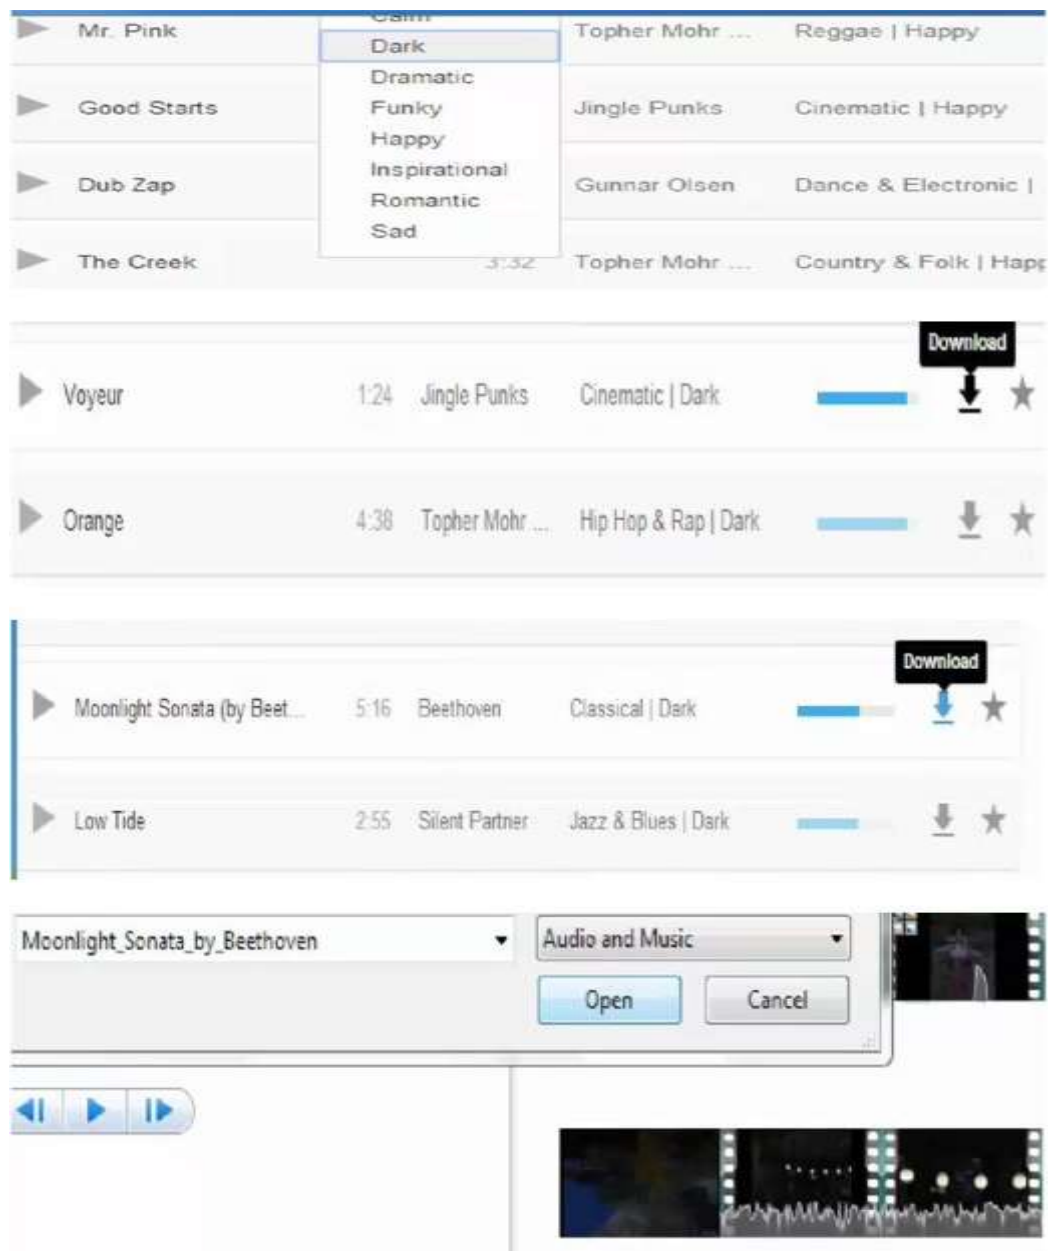 Calm
Mr. Pink Topher Mohr ... Reggae | Happy
Dark
Dramatic
Good Starts Funky Jingle Punks Cinematic | Happy
Happy
Inspirational
Dub Zap Gunnar Olsen Dance & Electronic |
Romantic
Sad
The Creek 3:32 Topher Mohr ... Country & Folk | Happ
Download
Voyeur 1:24 Jingle Punks Cinematic | Dark
Orange 4:38 Topher Mohr ... Hip Hop & Rap | Dark
Download
Moonlight Sonata (by Beet... 5:16 Beethoven Classical | Dark
Low Tide 2:55 Silent Partner Jazz & Blues | Dark
Moonlight_Sonata_by_Beethoven Audio and Music
Open Cancel